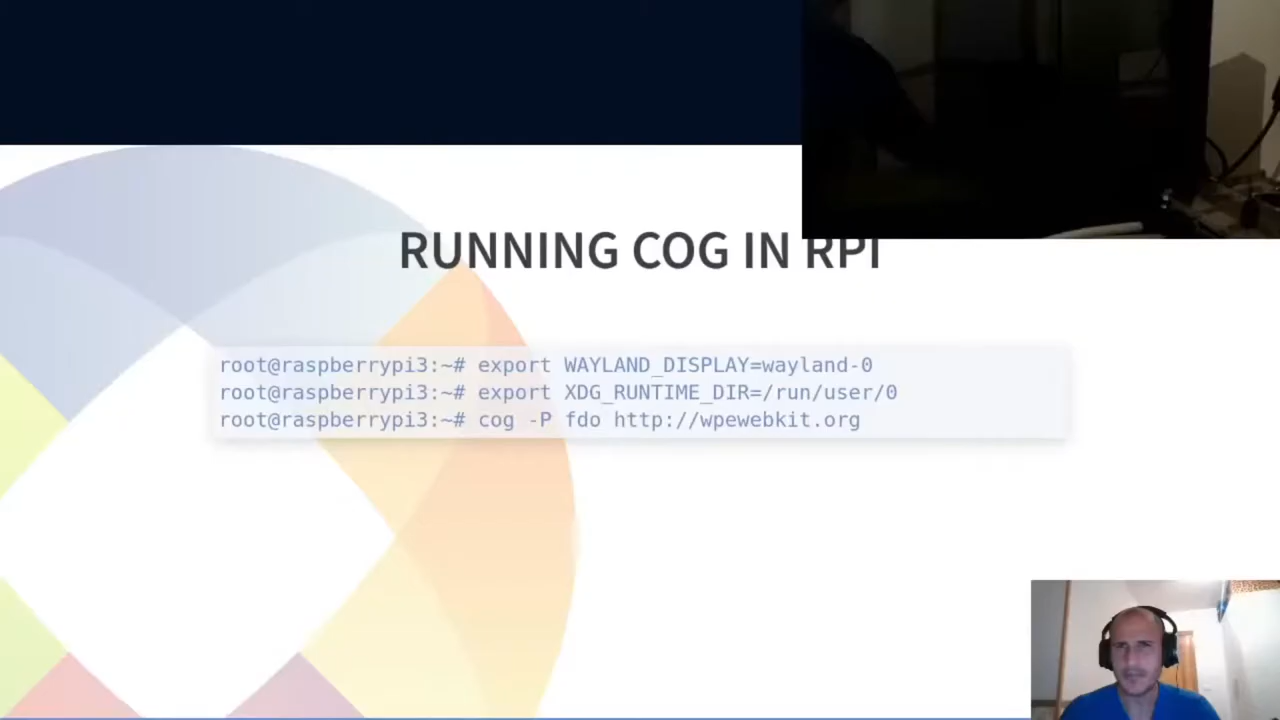 RUNNING COG IN RPI
root@raspberrypi3:~# export WAYLAND_DISPLAY=wayland-0
root@raspberrypi3:~# export XDG_RUNTIME_DIR=/run/user/0
root@raspberrypi3:~# cog -P fdo http://wpewebkit.org